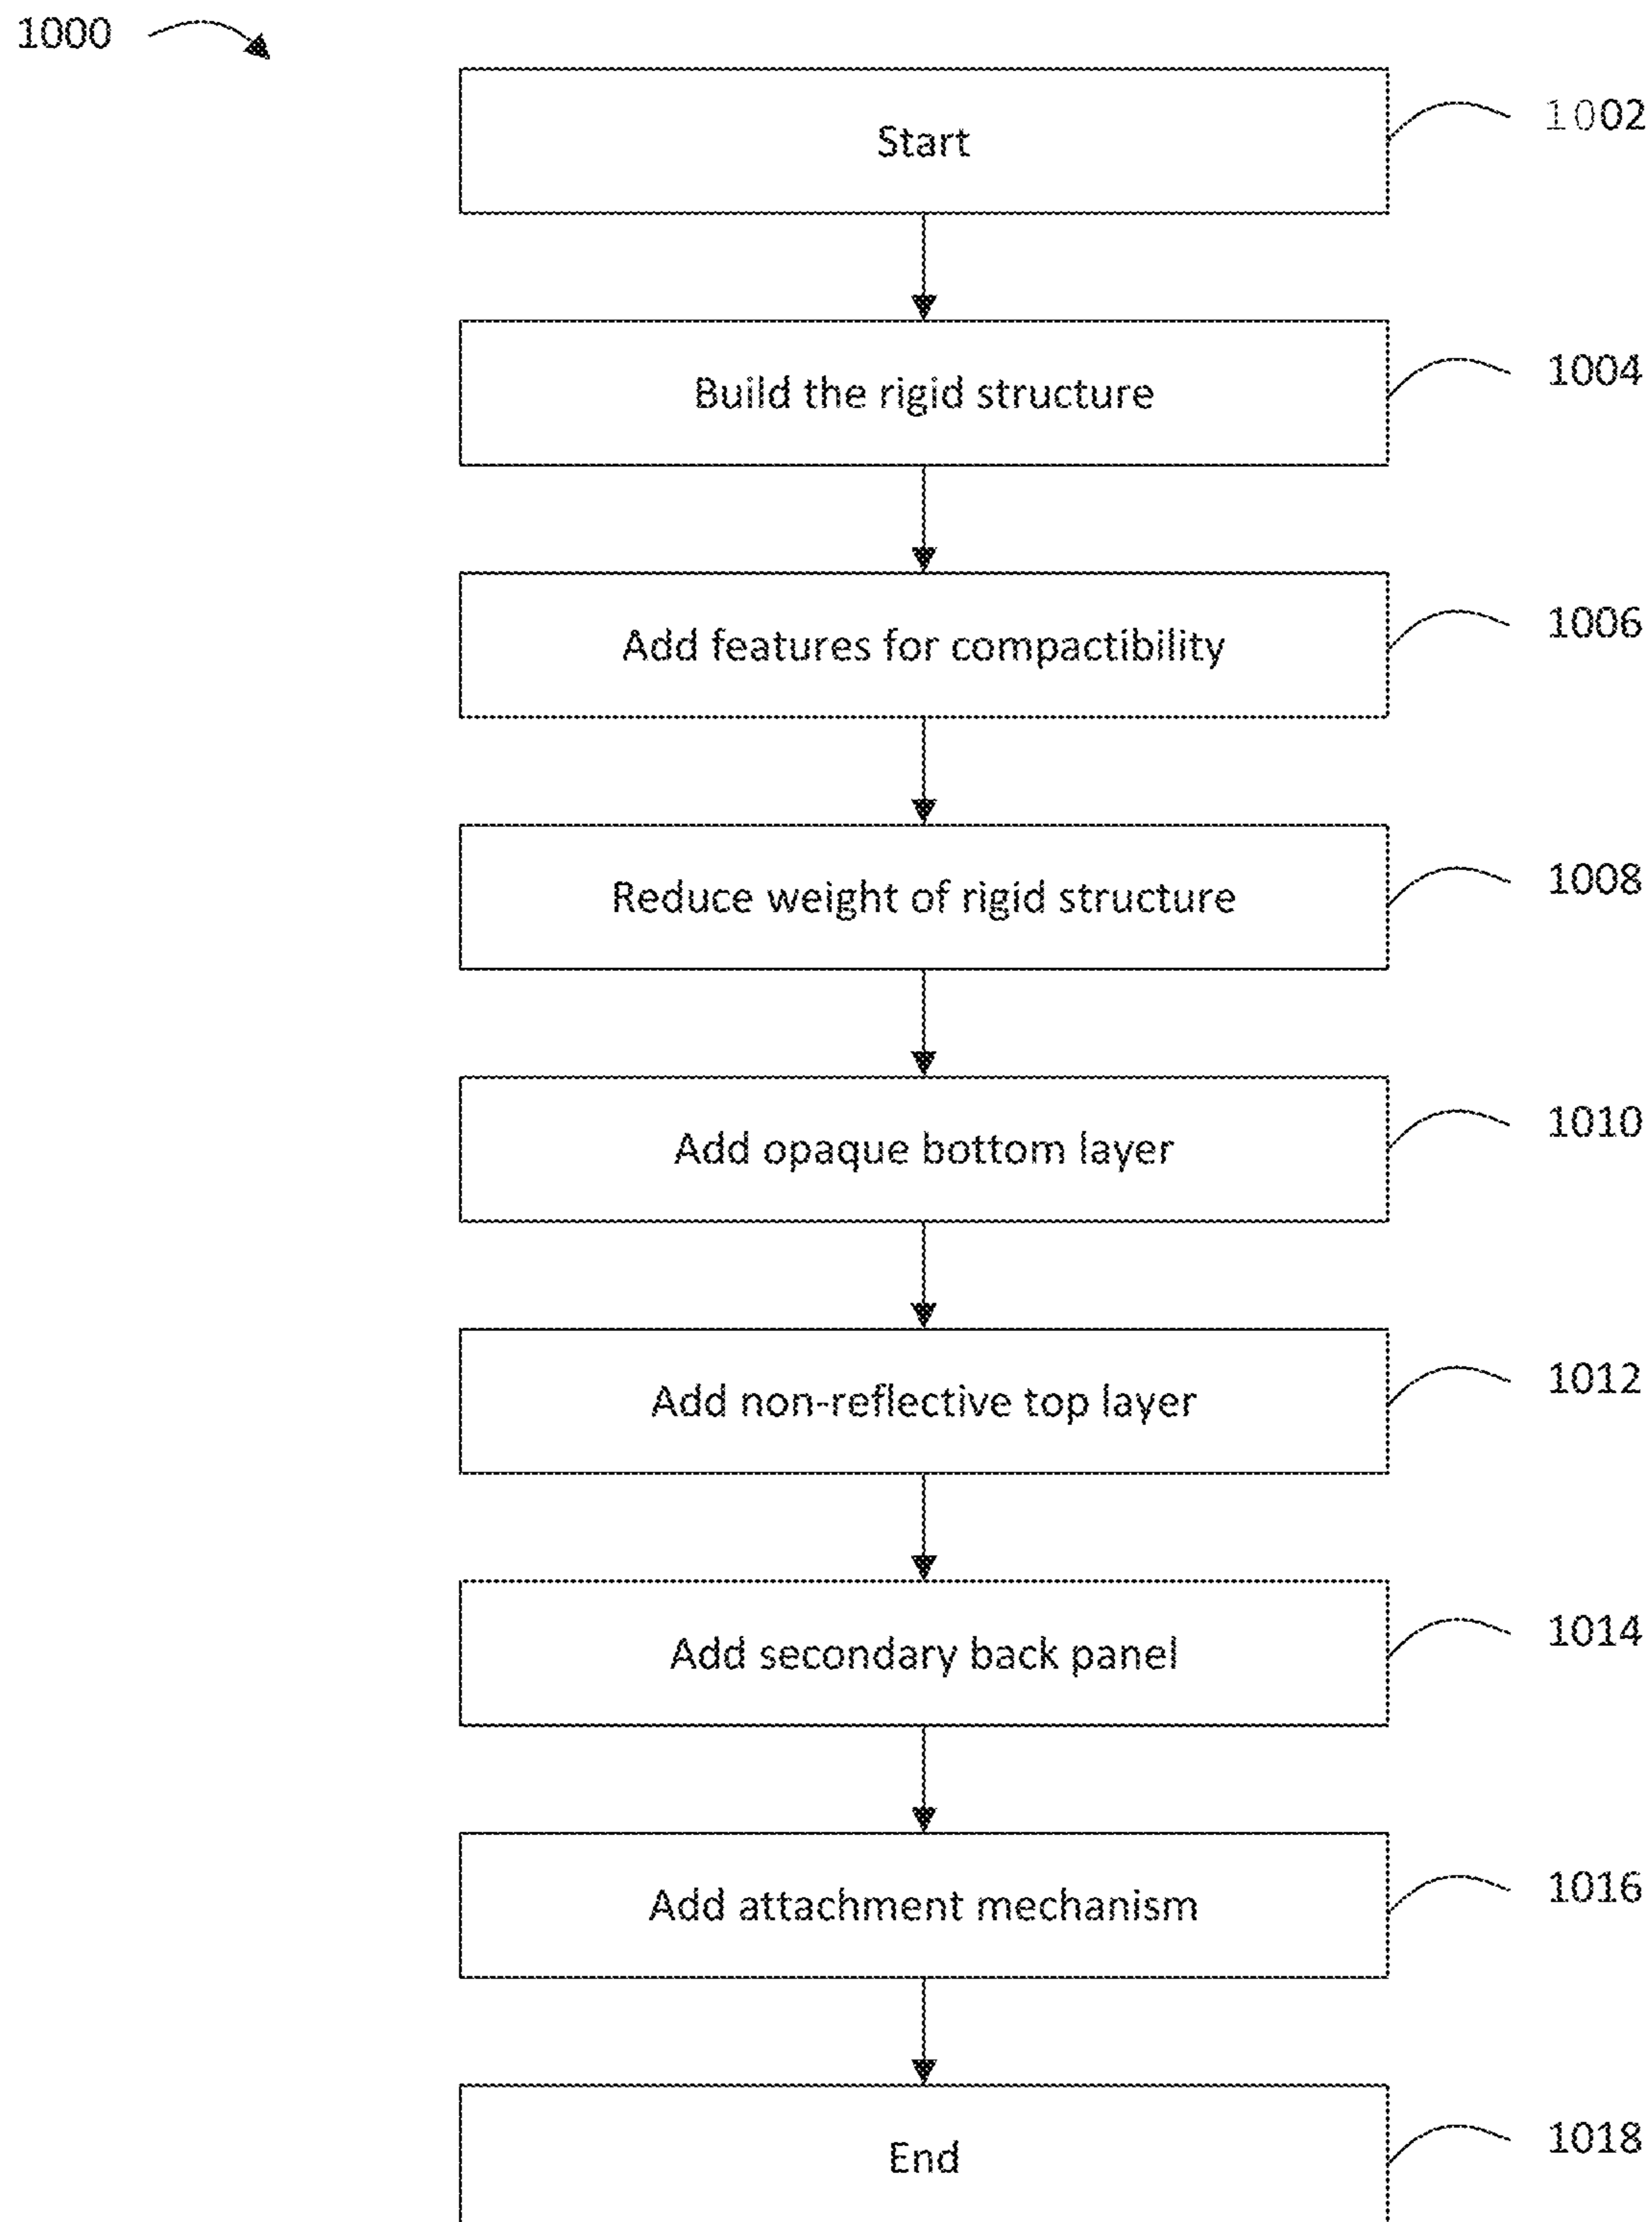 1000
Start
1002
Build the rigid structure
1004
Add features for compactibility
1006
Reduce weight of rigid structure
1008
Add opaque bottom layer
1010
Add non-reflective top layer
1012
Add secondary back panel
1014
Add attachment mechanism
1016
End
1018